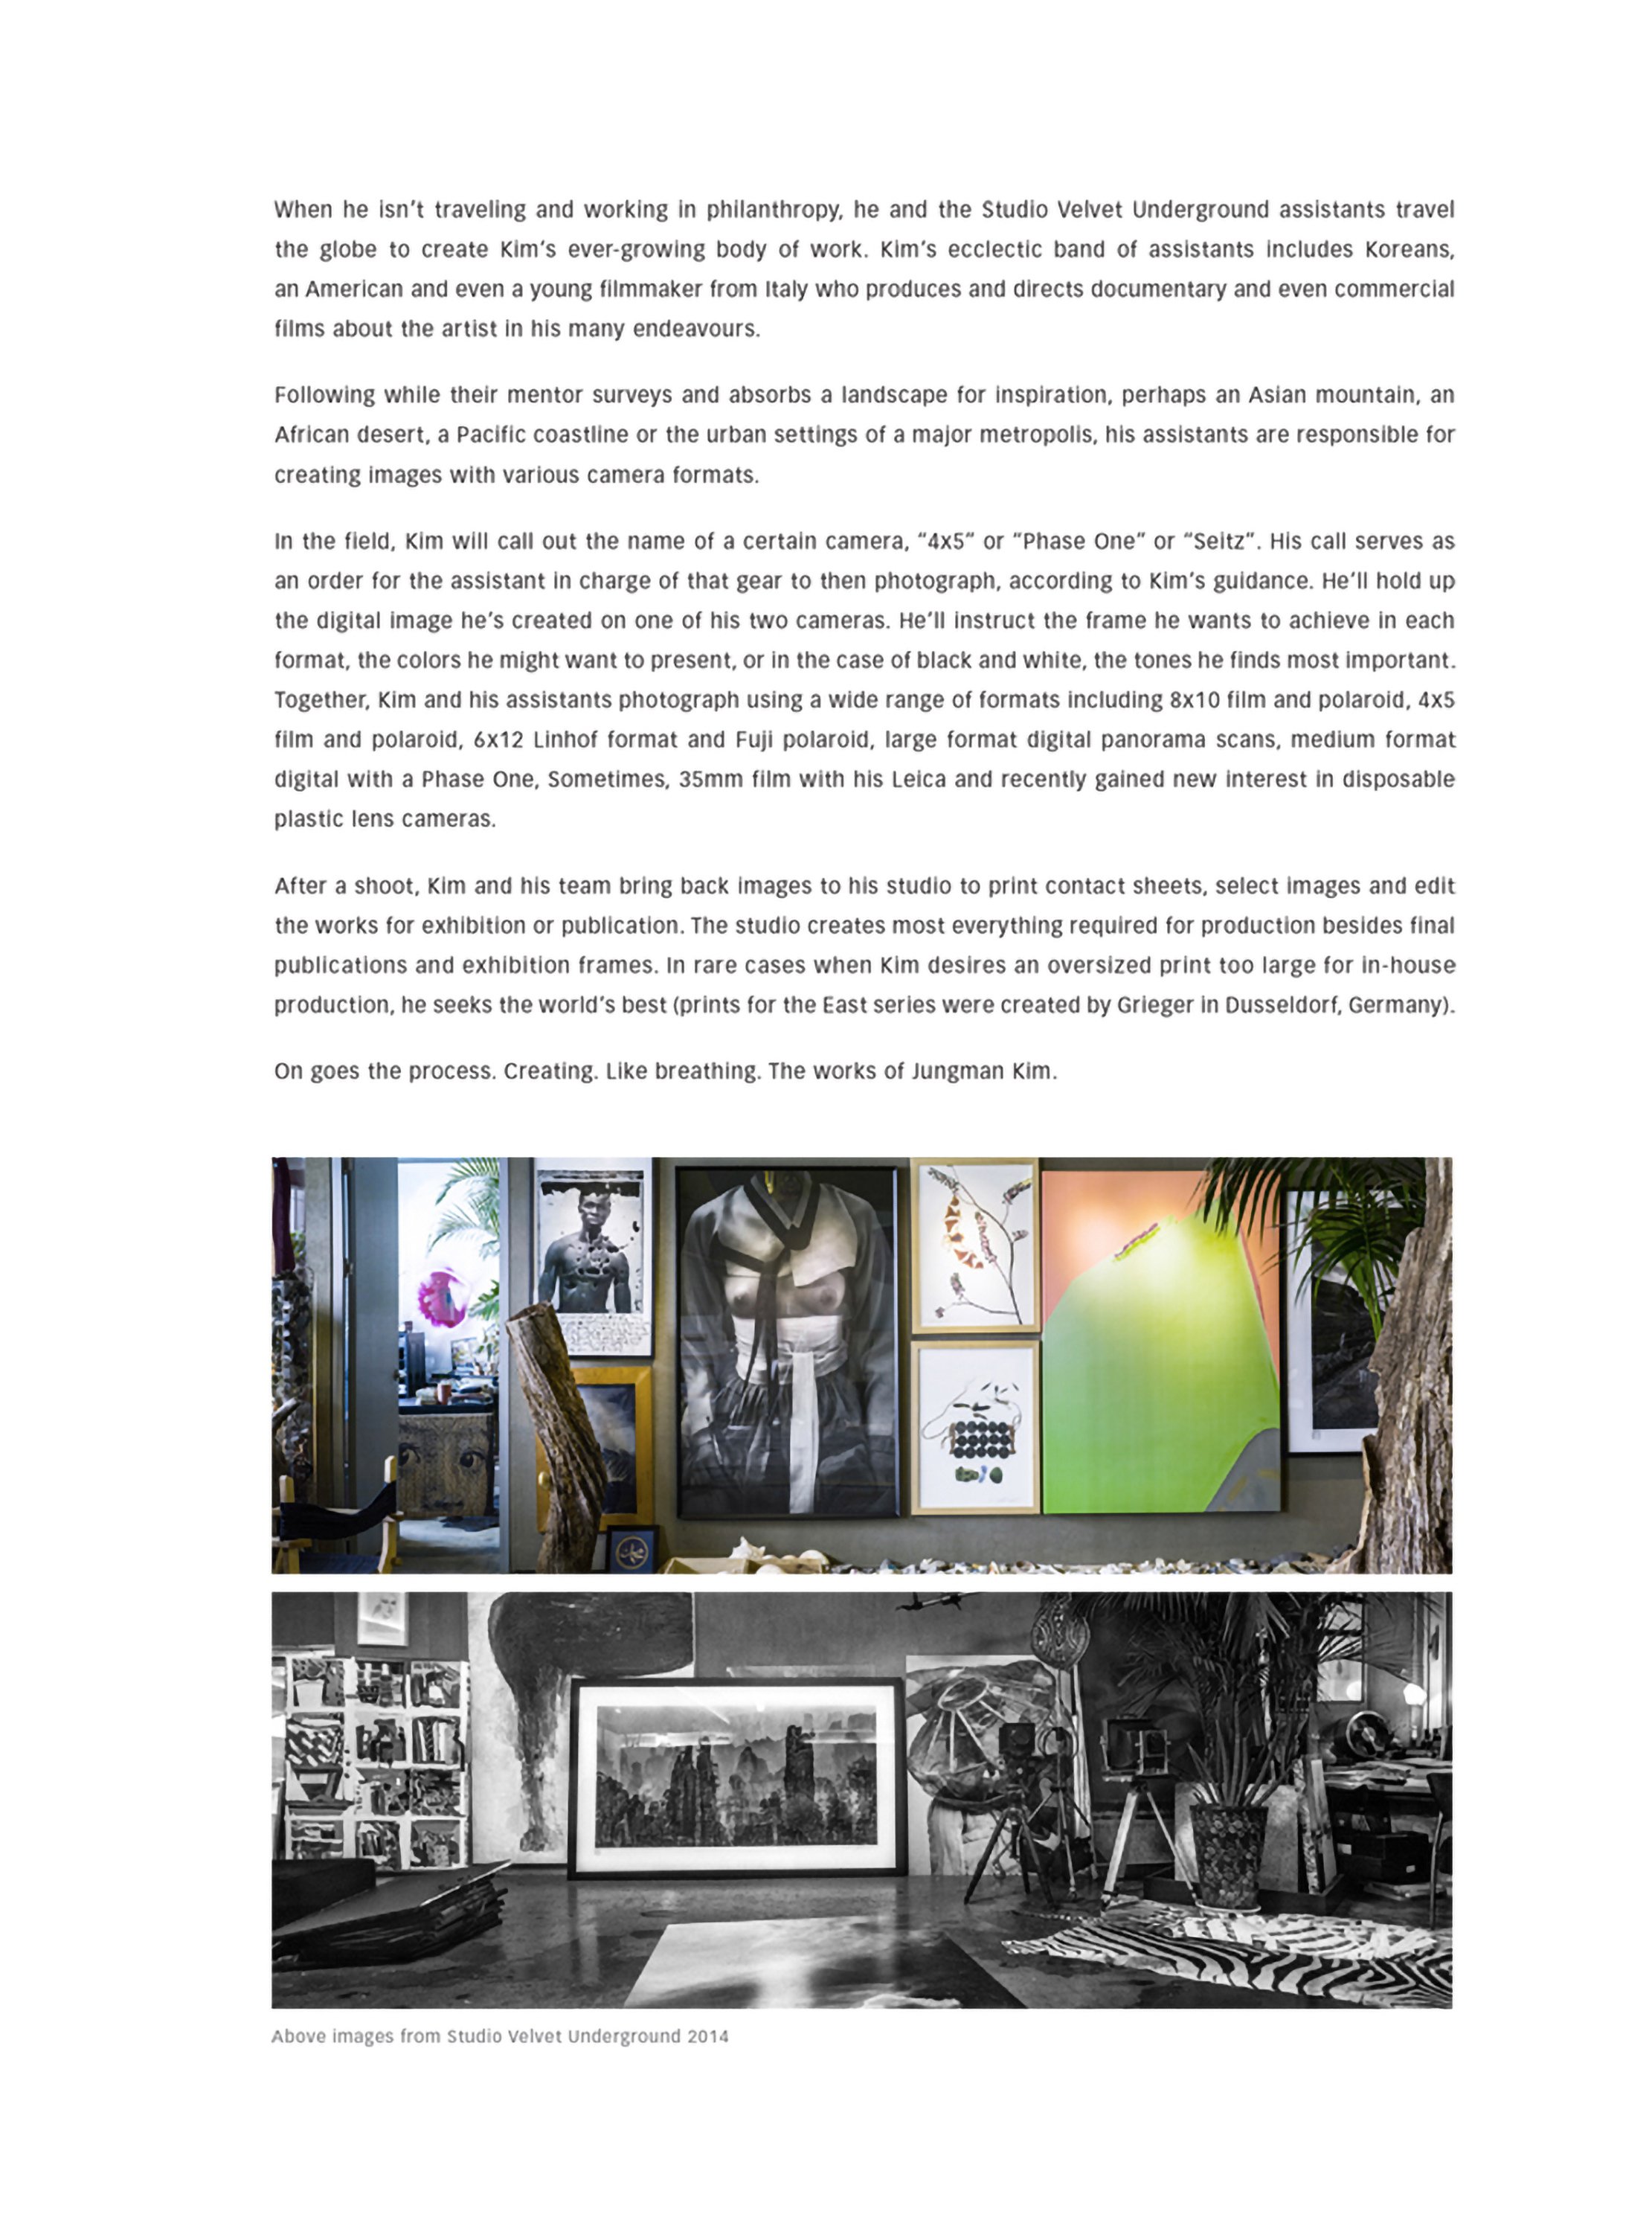 When he isn't traveling and working in philanthropy, he and the Studio Velvet Underground assistants travel
the globe to create Kim's ever-growing body of work. Kim's ecclectic band of assistants includes Koreans,
an American and even a young filmmaker from Italy who produces and directs documentary and even commercial
films about the artist in his many endeavours.
Following while their mentor surveys and absorbs a landscape for inspiration, perhaps an Asian mountain, an
African desert, a Pacific coastline or the urban settings of a major metropolis, his assistants are responsible for
creating images with various camera formats.
In the field, Kim will call out the name of a certain camera, “4x5” or “Phase One” or “Seitz”. His call serves as
an order for the assistant in charge of that gear to then photograph, according to Kim's guidance. He'll hold up
the digital image he's created on one of his two cameras. He'll instruct the frame he wants to achieve in each
format, the colors he might want to present, or in the case of black and white, the tones he finds most important.
Together, Kim and his assistants photograph using a wide range of formats including 8x10 film and polaroid, 4x5
film and polaroid, 6x12 Linhof format and Fuji polaroid, large format digital panorama scans, medium format
digital with a Phase One, Sometimes, 35mm film with his Leica and recently gained new interest in disposable
plastic lens cameras.
After a shoot, Kim and his team bring back images to his studio to print contact sheets, select images and edit
the works for exhibition or publication. The studio creates most everything required for production besides final
publications and exhibition frames. In rare cases when Kim desires an oversized print too large for in-house
production, he seeks the world's best (prints for the East series were created by Grieger in Dusseldorf, Germany).
On goes the process. Creating. Like breathing. The works of Jungman Kim.
Above images from Studio Velvet Underground 2014